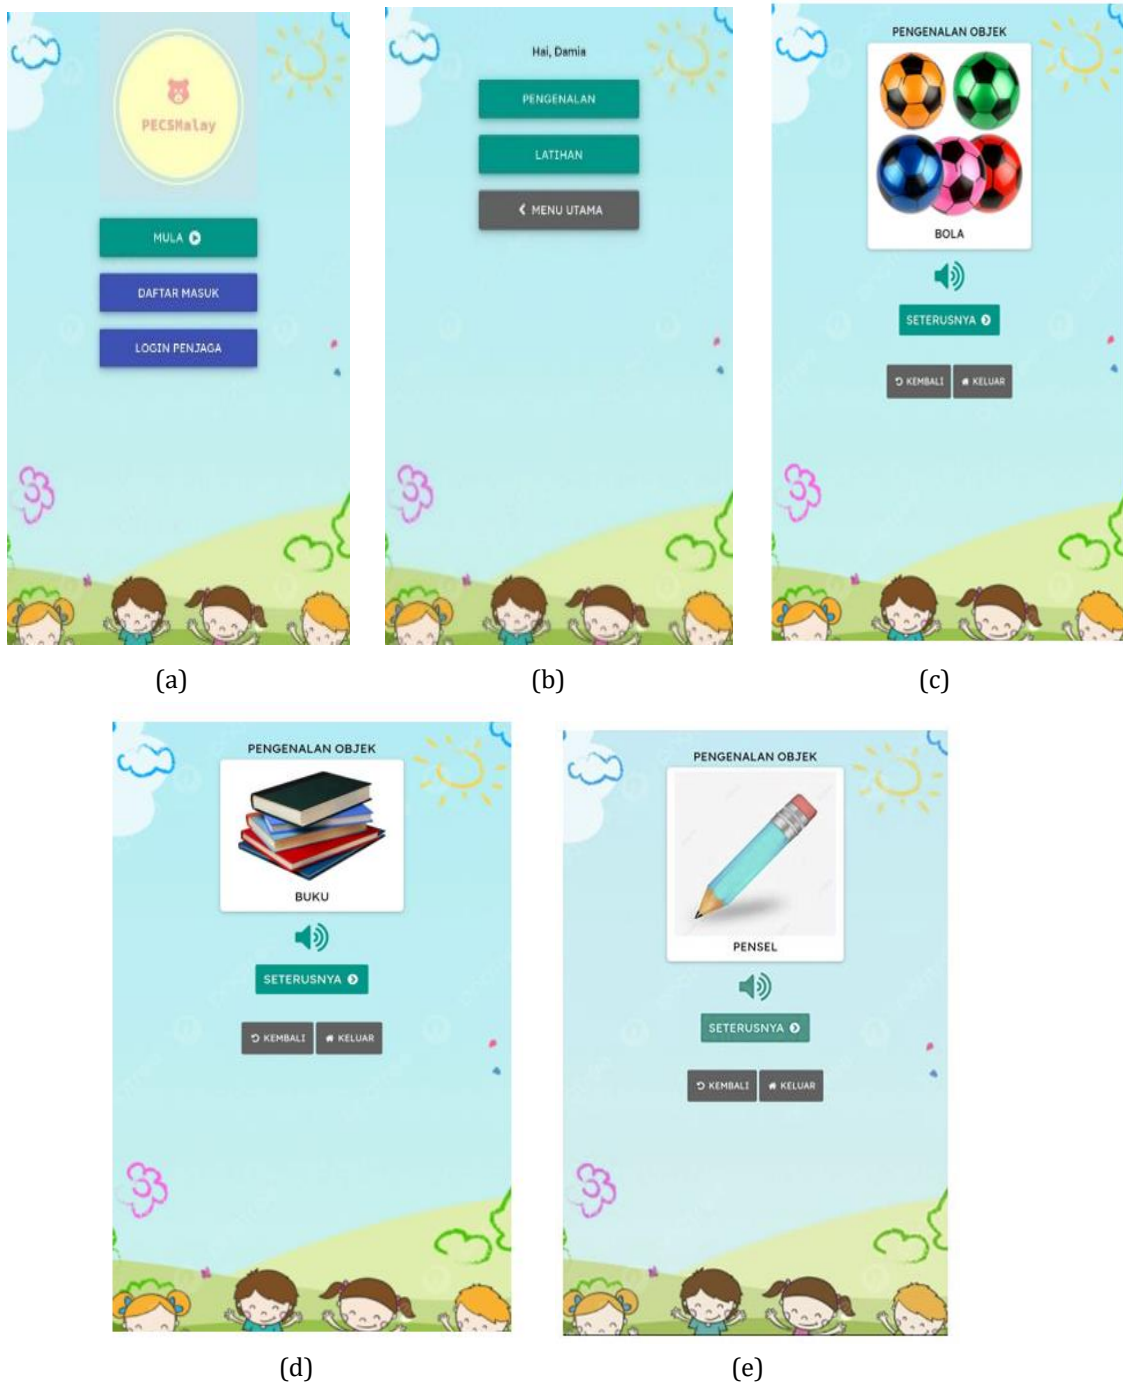 PECSMalay
MULA
DAFTAR MASUK
LOGIN PENJAGA
(a)
Hai, Damia
PENGENALAN
LATIHAN
MENU UTAMA
(b)
PENGENALAN OBJEK
BOLA
SETERUSNYA
KEMBALI KELUAR
(c)
PENGENALAN OBJEK
BUKU
SETERUSNYA
KEMBALI KELUAR
(d)
PENGENALAN OBJEK
PENSEL
SETERUSNYA
KEMBALI KELUAR
(e)